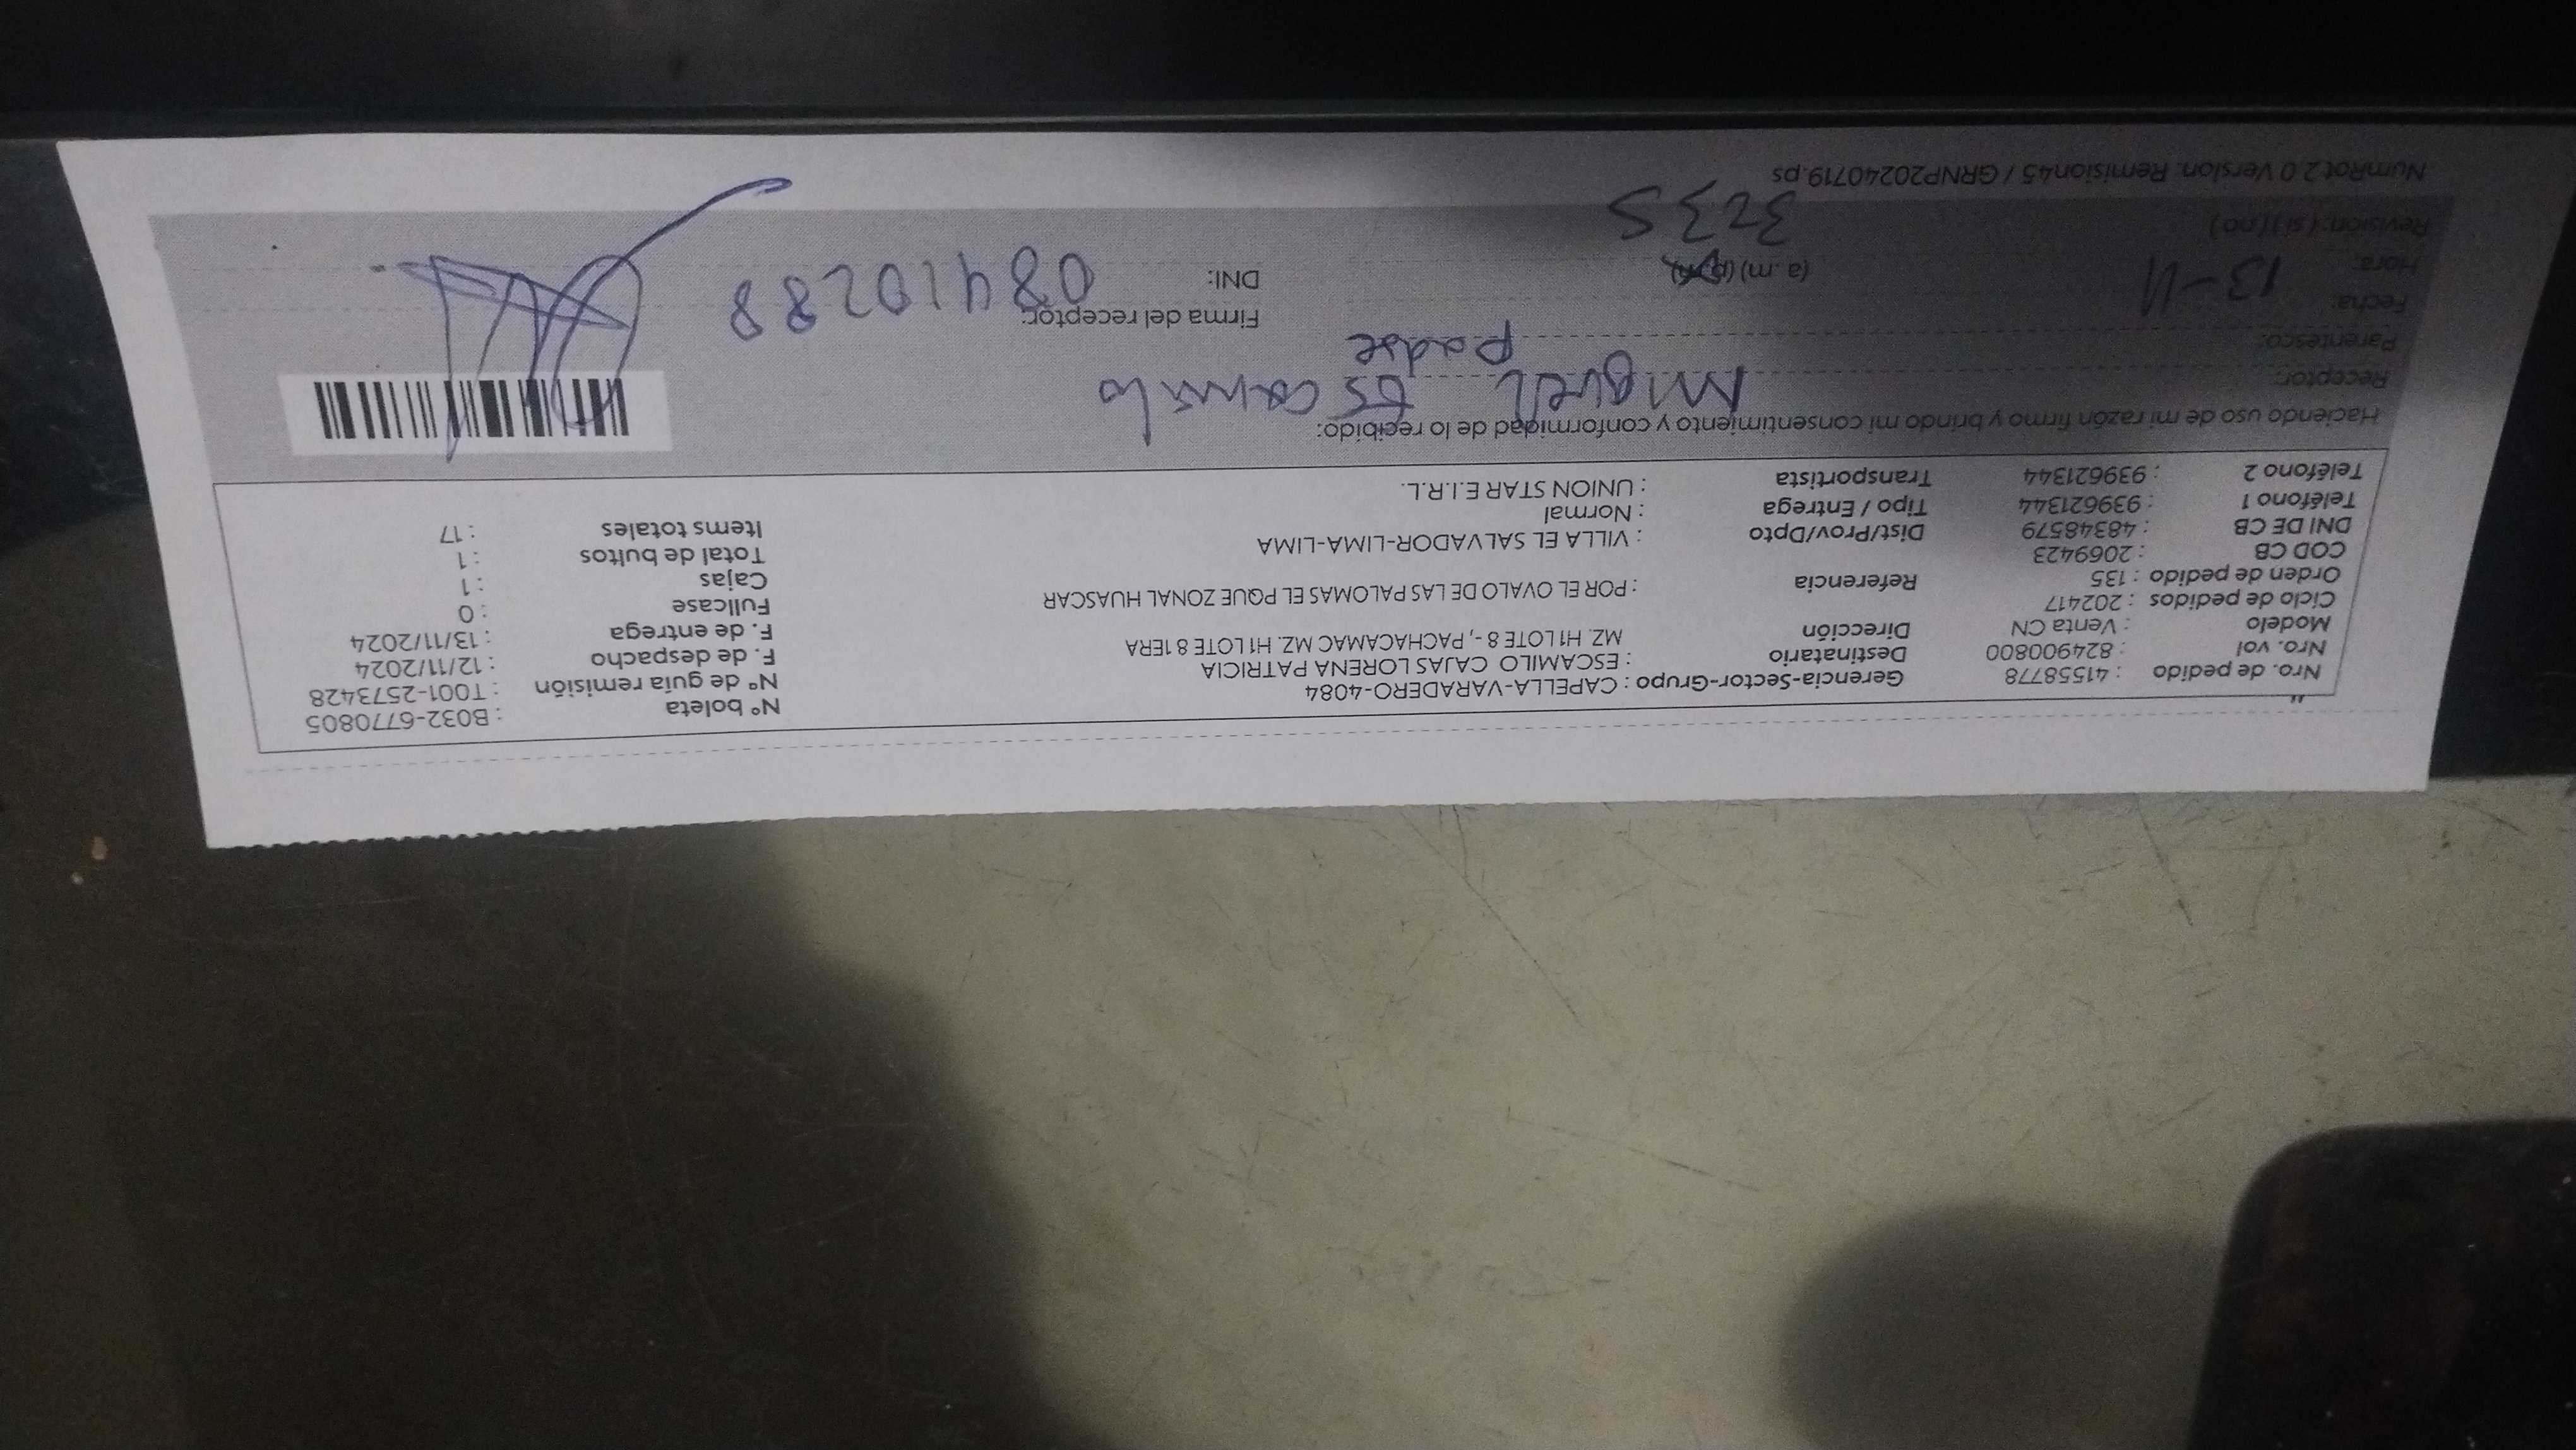 Nro. de pedido : 41558778 Gerencia-Sector-Grupo : CAPELLA-VARADERO-4084 N° boleta : B032-6770805
Nro. vol : 824900800 Destinatario : ESCAMILO CAJAS LORENA PATRICIA N° de guía remisión : T001-2573428
Modelo : Venta CN Dirección MZ. H1 LOTE 8 -, PACHACAMAC MZ. H1 LOTE 8 1ERA F. de despacho : 12/11/2024
Ciclo de pedidos : 202417 F. de entrega : 13/11/2024
Orden de pedido : 135 Referencia : POR EL OVALO DE LAS PALOMAS EL PQUE ZONAL HUASCAR Fullcase : 0
COD CB : 2069423 Cajas : 1
DNI DE CB : 48348579 Dist/Prov/Dpto : VILLA EL SALVADOR-LIMA-LIMA Total de bultos : 1
Teléfono 1 : 939621344 Tipo / Entrega : Normal Items totales : 17
Teléfono 2 : 939621344 Transportista : UNION STAR E.I.R.L.
Haciendo uso de mi razón firmo y brindo mi consentimiento y conformidad de lo recibido:
Receptor: Miguel Escamilo
Parentesco: Padre
Fecha: 13-11 Firma del receptor:
Hora: (a. m) (p. m) DNI: 08410288
Revisión: ( si ) ( no ) 3235
NumRot 2.0 Version: Remision45 / GRNP20240719.ps